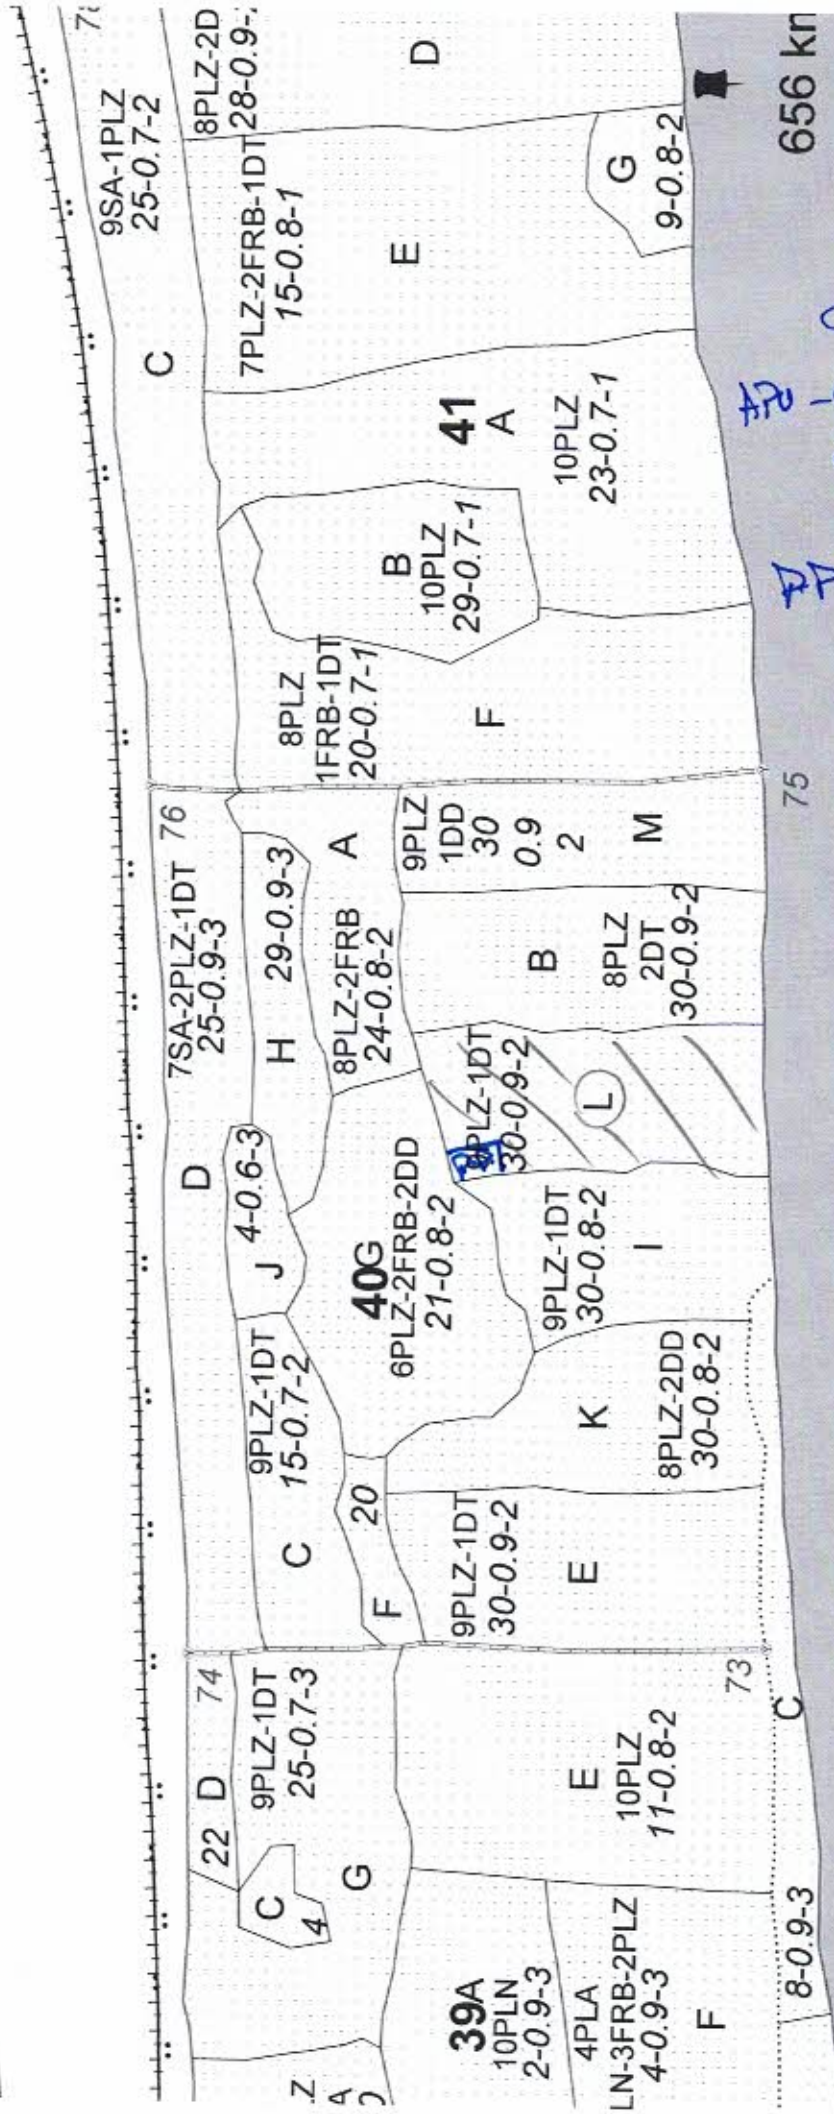 74
22
D
9PLZ-1DT
25-0.7-3
C
4
G
39A
10PLN
2-0.9-3
4PLA
LN-3FRB-2PLZ
4-0.9-3
F
E
10PLZ
11-0.8-2
73
C
8-0.9-3
76
D
7SA-2PLZ-1DT
25-0.9-3
C
9PLZ-1DT
15-0.7-2
J
4-0.6-3
H
29-0.9-3
A
8PLZ-2FRB
24-0.8-2
F
20
40G
6PLZ-2FRB-2DD
21-0.8-2
9PLZ-1DT
30-0.9-2
E
K
8PLZ-2DD
30-0.8-2
9PLZ-1DT
30-0.8-2
I
PLZ-1DT
30-0.9-2
L
B
8PLZ
2DT
30-0.9-2
9PLZ
1DD
30
0.9
2
M
75
C
9SA-1PLZ
25-0.7-2
8PLZ
1FRB-1DT
20-0.7-1
F
B
10PLZ
29-0.7-1
41
A
10PLZ
23-0.7-1
7PLZ-2FRB-1DT
15-0.8-1
E
G
9-0.8-2
8PLZ-2D
28-0.9-
D
656 km
APU -